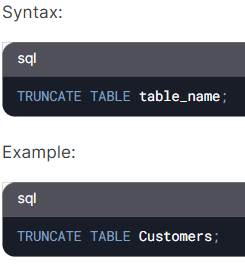 Syntax:
sql
TRUNCATE TABLE table_name;
Example:
sql
TRUNCATE TABLE Customers;